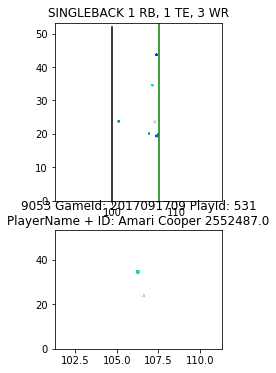 SINGLEBACK 1 RB, 1 TE, 3 WR
50
40
30
20
10
0
100 110
9053 GameId: 2017091709 PlayId: 531
PlayerName + ID: Amari Cooper 2552487.0
40
20
0
102.5 105.0 107.5 110.0